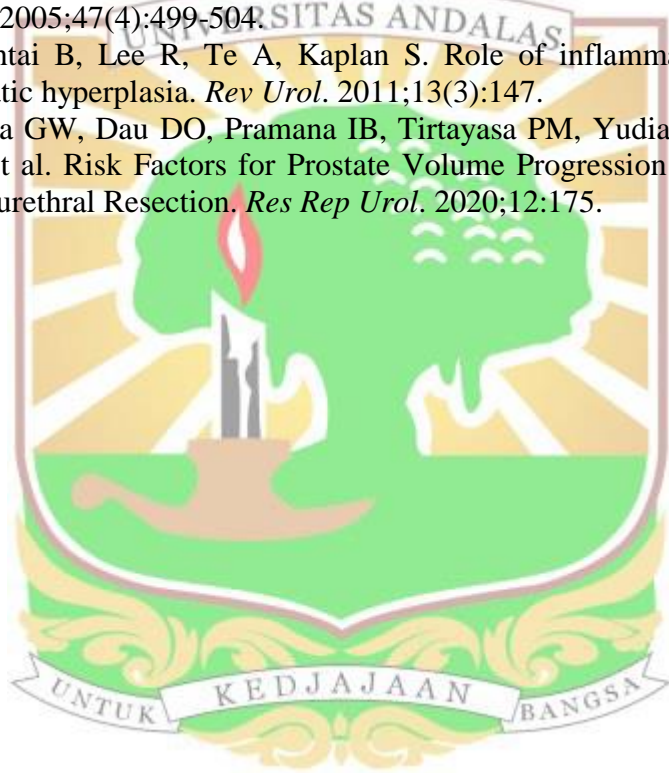 2005;47(4):499-504.
UNIVERSITAS ANDALAS
ntai B, Lee R, Te A, Kaplan S. Role of inflamma
tic hyperplasia. Rev Urol. 2011;13(3):147.
a GW, Dau DO, Pramana IB, Tirtayasa PM, Yudia
t al. Risk Factors for Prostate Volume Progression
urethral Resection. Res Rep Urol. 2020;12:175.
UNTUK KEDJAJAAN BANGSA